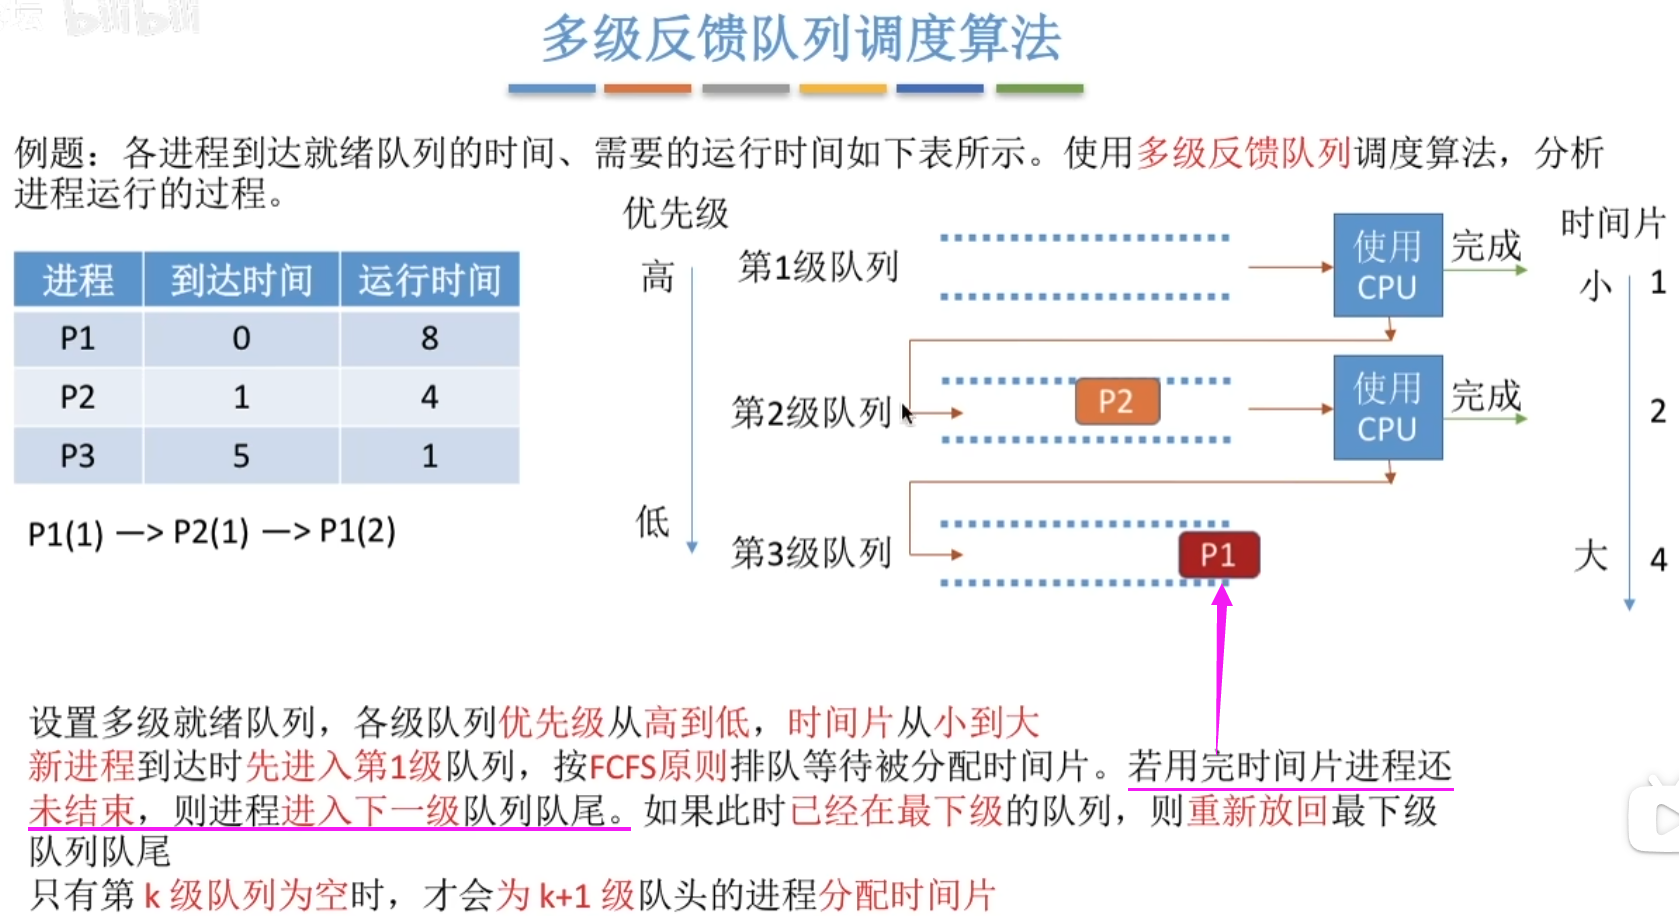 bilibili
多级反馈队列调度算法
例题：各进程到达就绪队列的时间、需要的运行时间如下表所示。使用多级反馈队列调度算法，分析
进程运行的过程。
进程 到达时间 运行时间
P1 0 8
P2 1 4
P3 5 1
P1(1) —> P2(1) —> P1(2)
优先级
高
低
第1级队列
使用
CPU
完成
第2级队列
P2
使用
CPU
完成
第3级队列
P1
时间片
小 1
2
大 4
设置多级就绪队列，各级队列优先级从高到低，时间片从小到大
新进程到达时先进入第1级队列，按FCFS原则排队等待被分配时间片。若用完时间片进程还
未结束，则进程进入下一级队列队尾。如果此时已经在最下级的队列，则重新放回最下级
队列队尾
只有第 k 级队列为空时，才会为 k+1 级队头的进程分配时间片